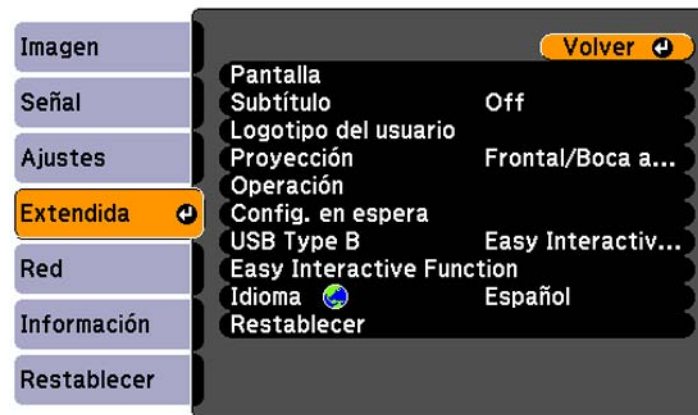 Imagen
Señal
Ajustes
Extendida
Red
Información
Restablecer
Volver
Pantalla
Subtítulo Off
Logotipo del usuario
Proyección Frontal/Boca a...
Operación
Config. en espera
USB Type B Easy Interactiv...
Easy Interactive Function
Idioma Español
Restablecer